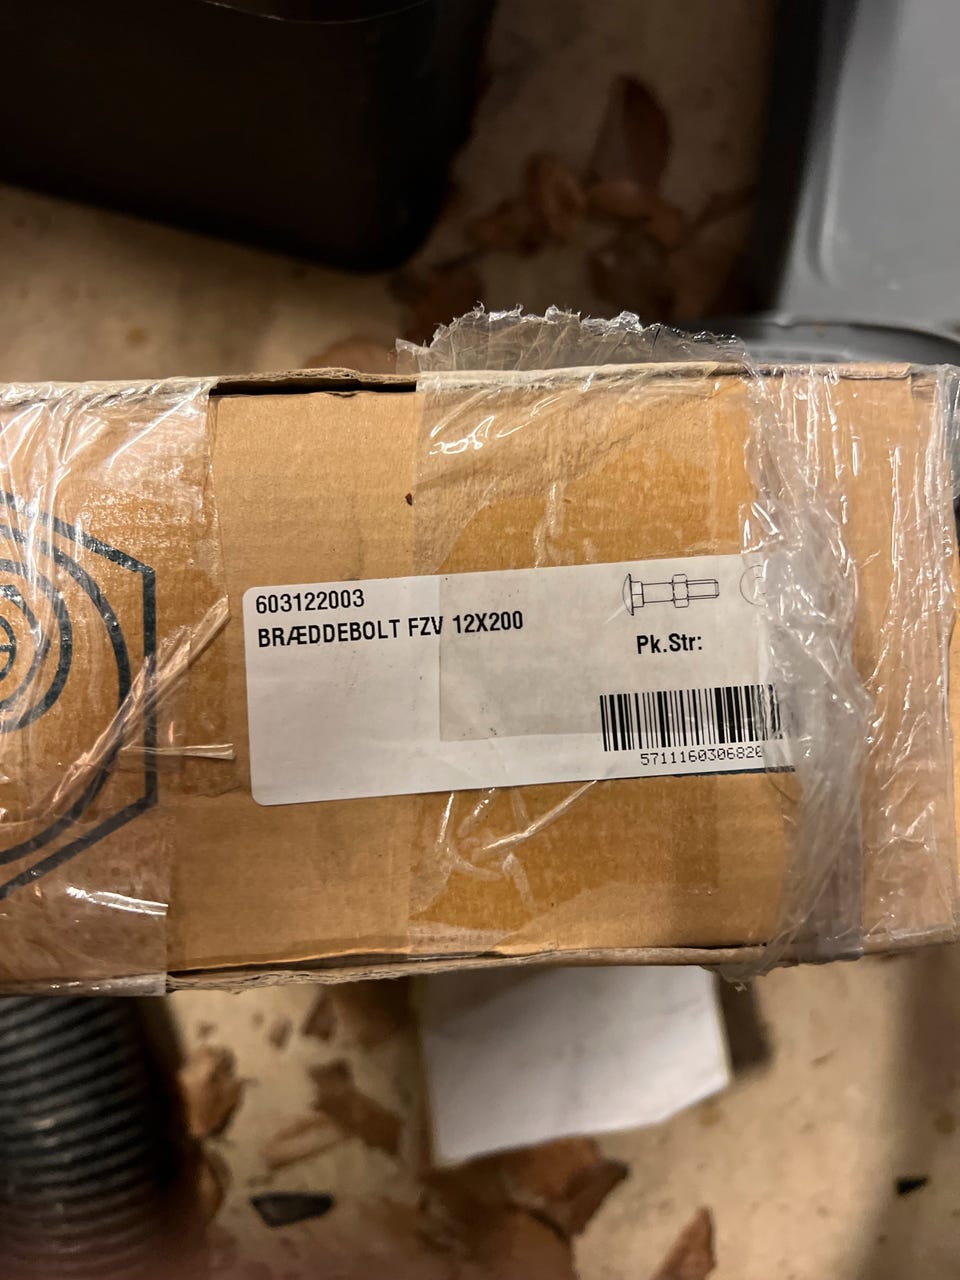 603122003
BRÆDDEBOLT FZV 12X200
Pk.Str:
5711160306820